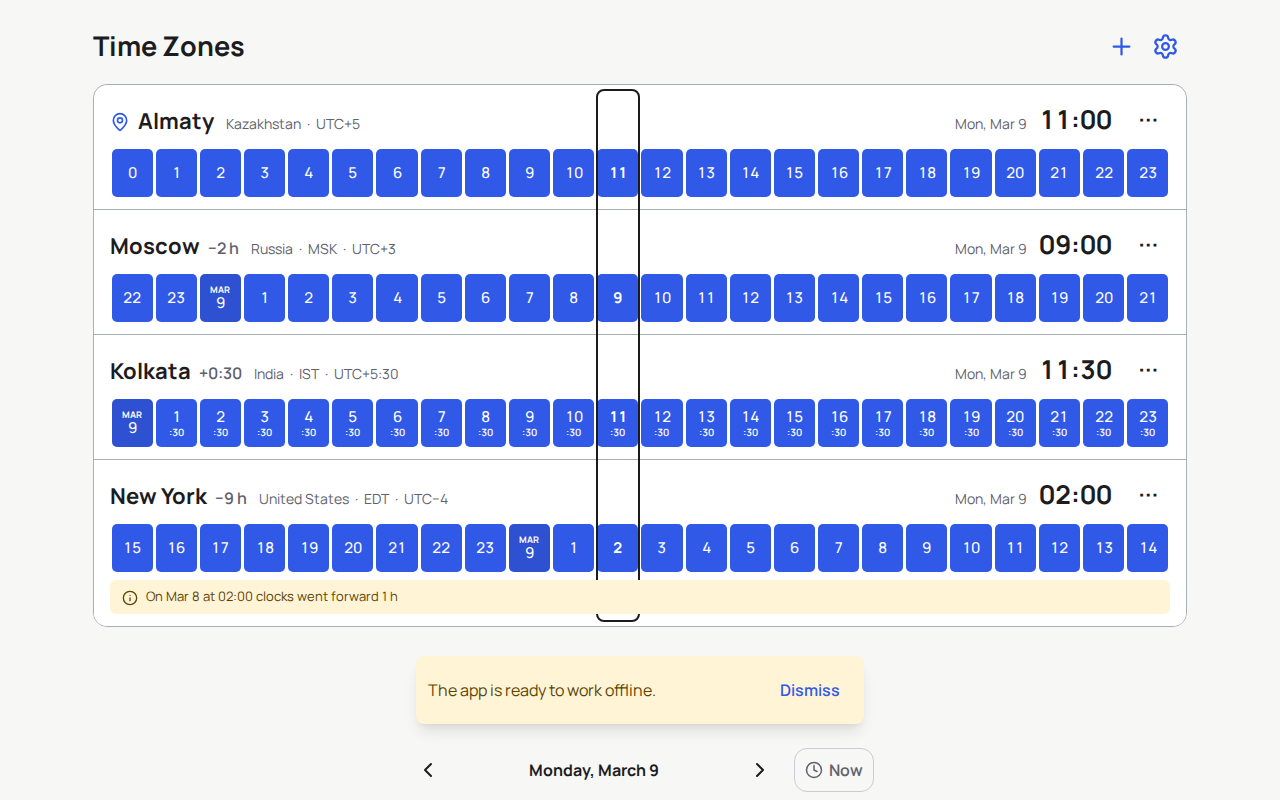 Time Zones
Almaty Kazakhstan · UTC+5 Mon, Mar 9 11:00
0 1 2 3 4 5 6 7 8 9 10 11 12 13 14 15 16 17 18 19 20 21 22 23
Moscow −2 h Russia · MSK · UTC+3 Mon, Mar 9 09:00
22 23 MAR 9 1 2 3 4 5 6 7 8 9 10 11 12 13 14 15 16 17 18 19 20 21
Kolkata +0:30 India · IST · UTC+5:30 Mon, Mar 9 11:30
MAR 9 1:30 2:30 3:30 4:30 5:30 6:30 7:30 8:30 9:30 10:30 11:30 12:30 13:30 14:30 15:30 16:30 17:30 18:30 19:30 20:30 21:30 22:30 23:30
New York −9 h United States · EDT · UTC−4 Mon, Mar 9 02:00
15 16 17 18 19 20 21 22 23 MAR 9 1 2 3 4 5 6 7 8 9 10 11 12 13 14
On Mar 8 at 02:00 clocks went forward 1 h
The app is ready to work offline. Dismiss
Monday, March 9 Now